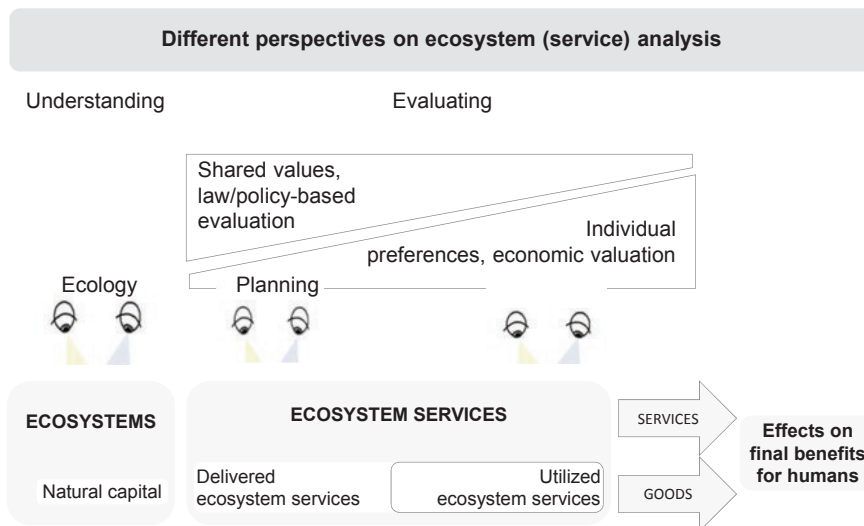 Different perspectives on ecosystem (service) analysis
Understanding
Evaluating
Shared values,
law/policy-based
evaluation
Individual
preferences, economic valuation
Ecology
Planning
ECOSYSTEMS
Natural capital
ECOSYSTEM SERVICES
Delivered
ecosystem services
Utilized
ecosystem services
SERVICES
GOODS
Effects on
final benefits
for humans